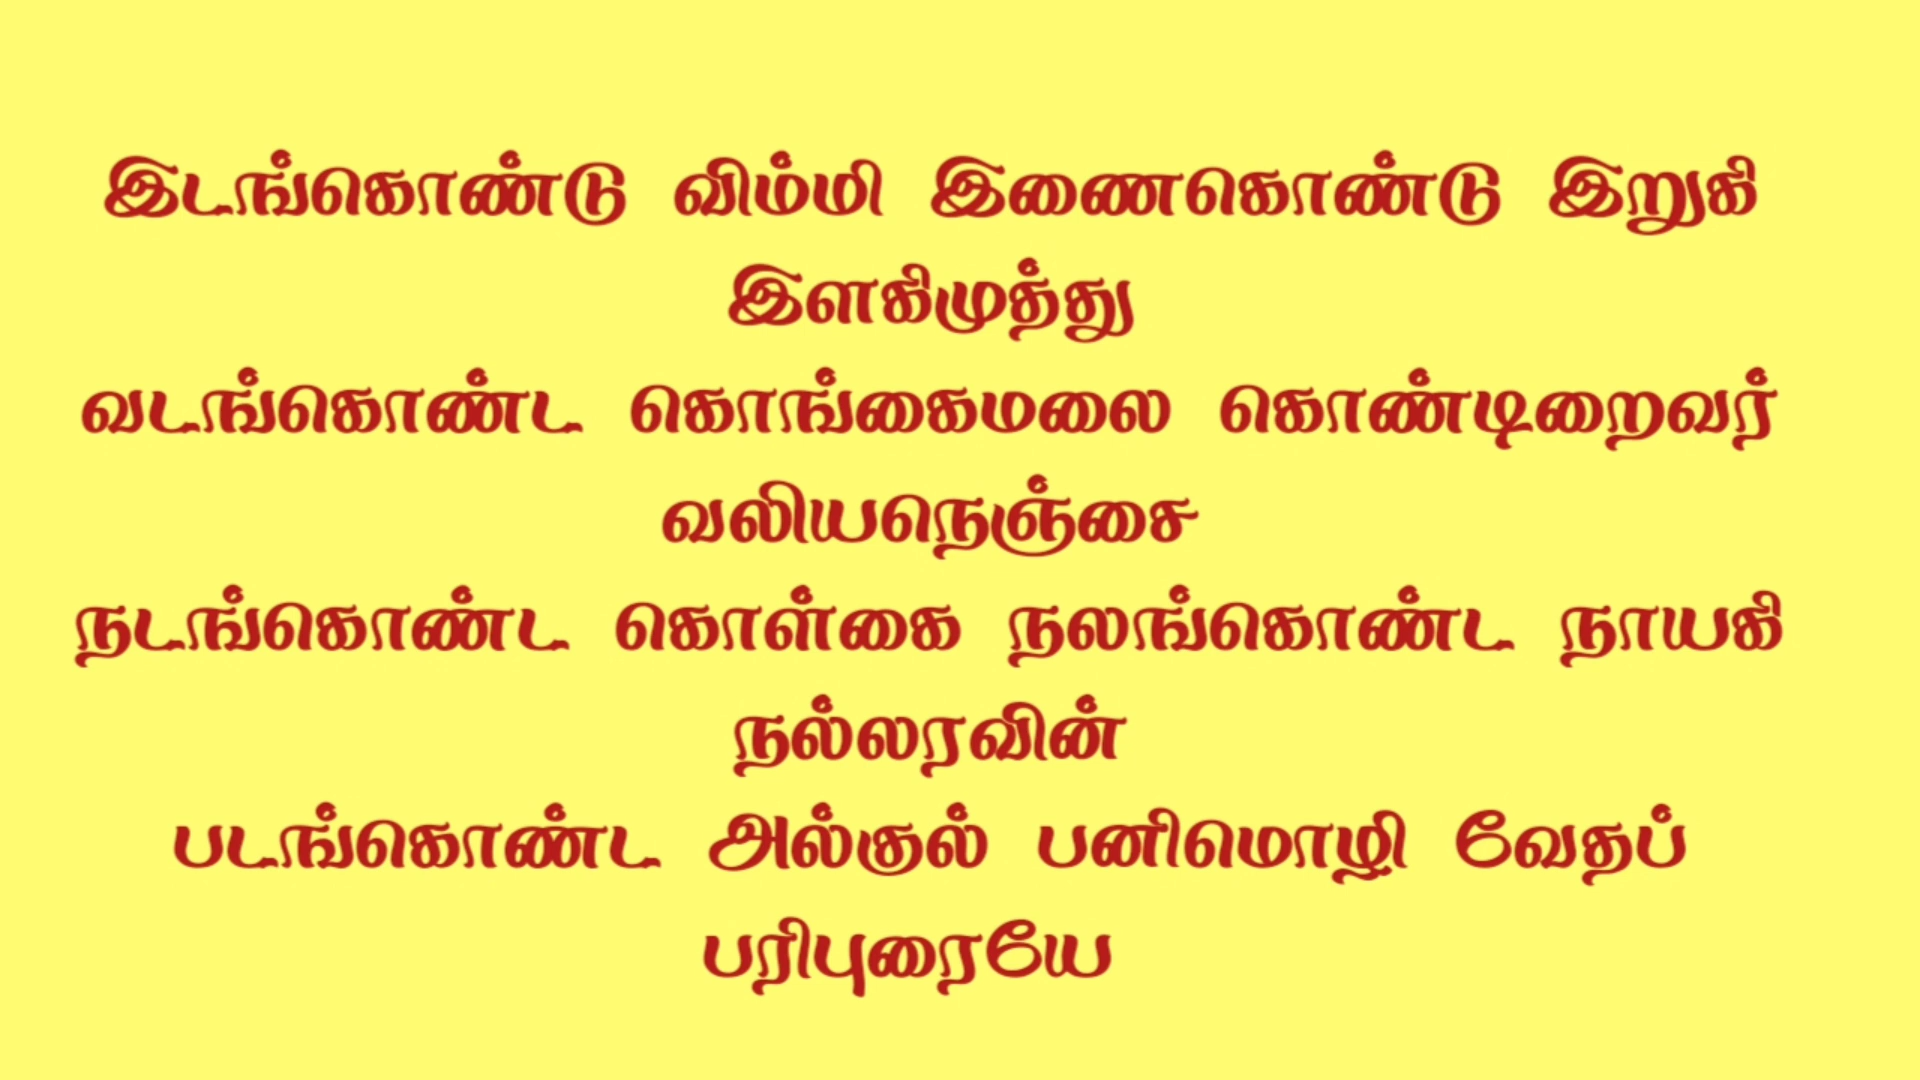 இடங்கொண்டு விம்மி இணைகொண்டு இறுகி
இளகிமுத்து
வடங்கொண்ட கொங்கைமலை கொண்டிறைவர்
வலியநெஞ்சை
நடங்கொண்ட கொள்கை நலங்கொண்ட நாயகி
நல்லரவின்
படங்கொண்ட அல்குல் பனிமொழி வேதப்
பரிபுரையே